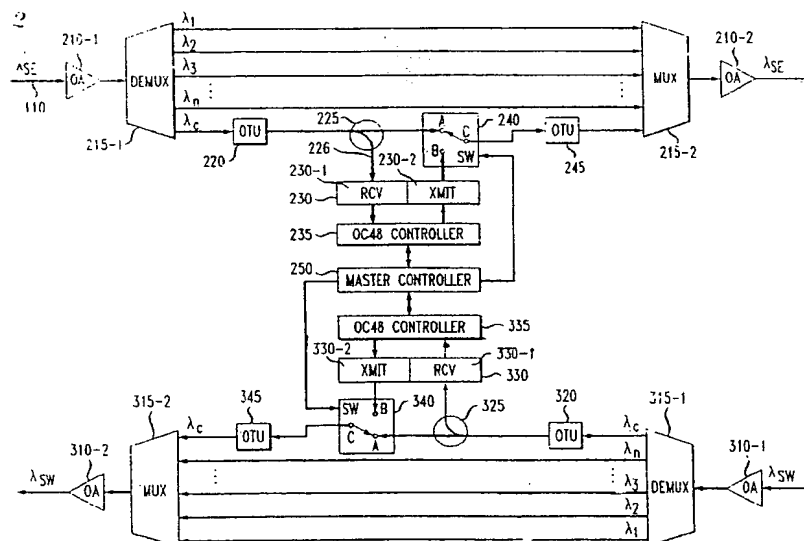 2
210-1
λSE
OA
110
DEMUX
215-1
λ1
λ2
λ3
λn
λc
OTU
220
225
226
A
B
C
SW
240
OTU
245
MUX
215-2
210-2
OA
λSE
230-1
230-2
230
RCV
XMIT
235
OC48 CONTROLLER
250
MASTER CONTROLLER
OC48 CONTROLLER
335
330-2
330-1
XMIT
RCV
330
SW
B
C
A
340
325
320
OTU
345
OTU
315-2
λc
310-2
λSW
OA
MUX
315-1
λc
λn
λ3
λ2
λ1
DEMUX
310-1
OA
λSW